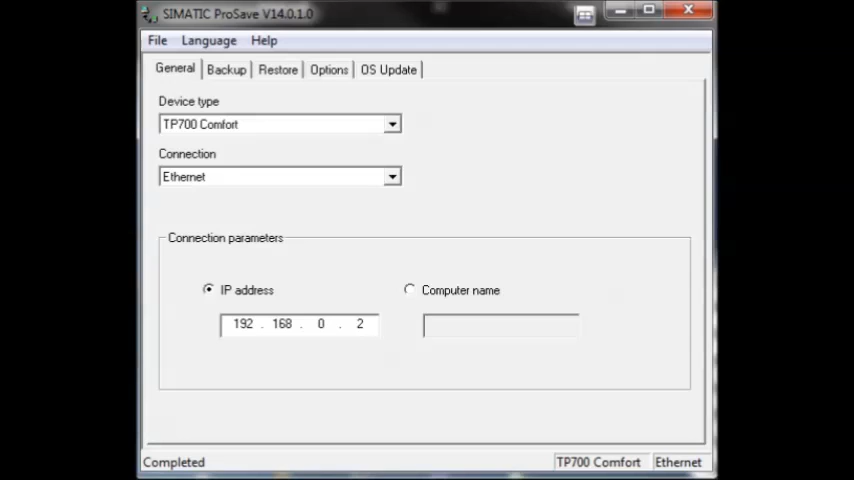 SIMATIC ProSave V14.0.1.0
File Language Help
General Backup Restore Options OS Update
Device type
TP700 Comfort
Connection
Ethernet
Connection parameters
IP address Computer name
192 . 168 . 0 . 2
Completed TP700 Comfort Ethernet